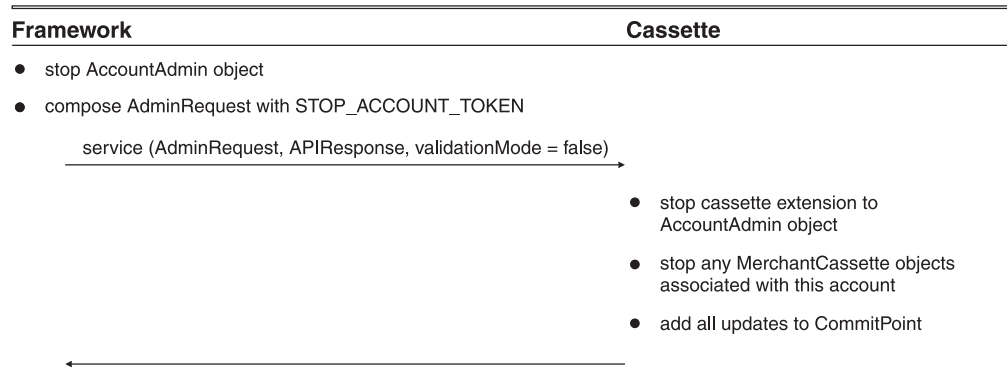 Framework Cassette
● stop AccountAdmin object
● compose AdminRequest with STOP_ACCOUNT_TOKEN
service (AdminRequest, APIResponse, validationMode = false)
● stop cassette extension to
AccountAdmin object
● stop any MerchantCassette objects
associated with this account
● add all updates to CommitPoint